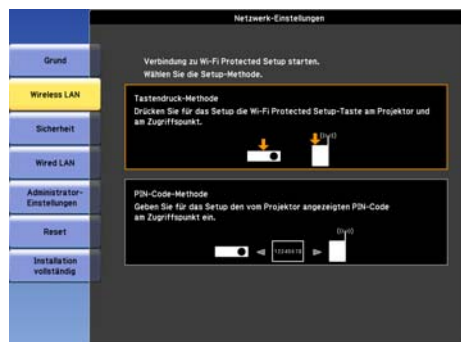 Netzwerk-Einstellungen
Grund
Wireless LAN
Sicherheit
Wired LAN
Administrator-
Einstellungen
Reset
Installation
vollständig
Verbindung zu Wi-Fi Protected Setup starten.
Wählen Sie die Setup-Methode.
Tastendruck-Methode
Drücken Sie für das Setup die Wi-Fi Protected Setup-Taste am Projektor und
am Zugriffspunkt.
PIN-Code-Methode
Geben Sie für das Setup den vom Projektor angezeigten PIN-Code
am Zugriffspunkt ein.
12345678